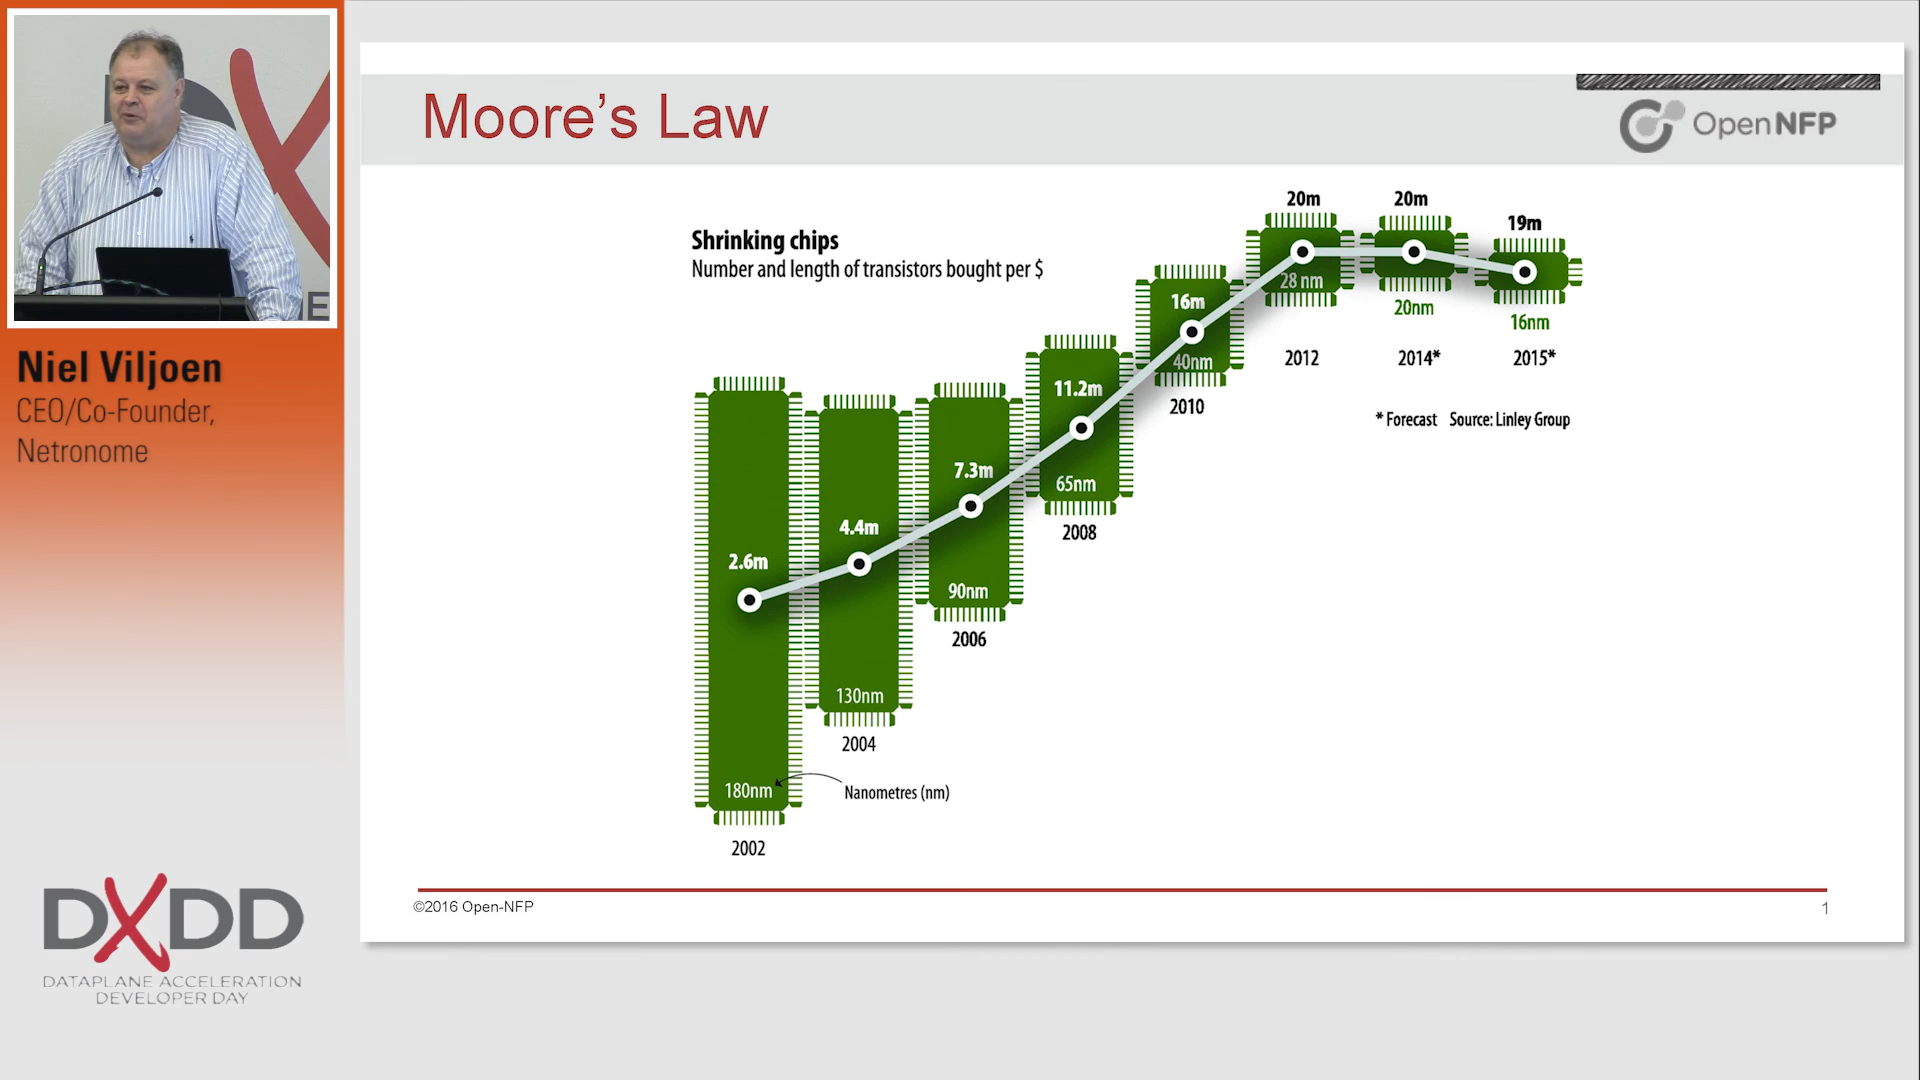 Niel Viljoen
CEO/Co-Founder,
Netronome
DXDD
DATAPLANE ACCELERATION
DEVELOPER DAY
Moore's Law
Open NFP
Shrinking chips
Number and length of transistors bought per $
2.6m
180nm
2002
Nanometres (nm)
4.4m
130nm
2004
7.3m
90nm
2006
11.2m
65nm
2008
16m
40nm
2010
20m
28 nm
2012
20m
20nm
2014*
19m
16nm
2015*
* Forecast Source: Linley Group
©2016 Open-NFP
1